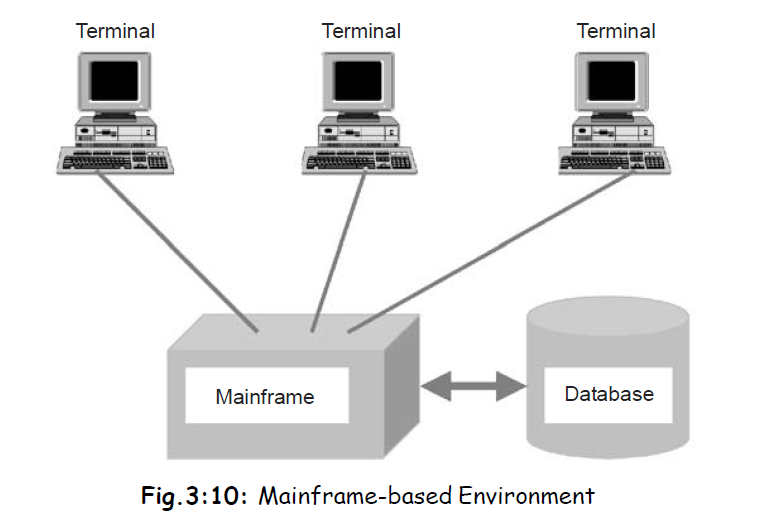 Terminal Terminal Terminal
Mainframe
Database
Fig.3:10: Mainframe-based Environment